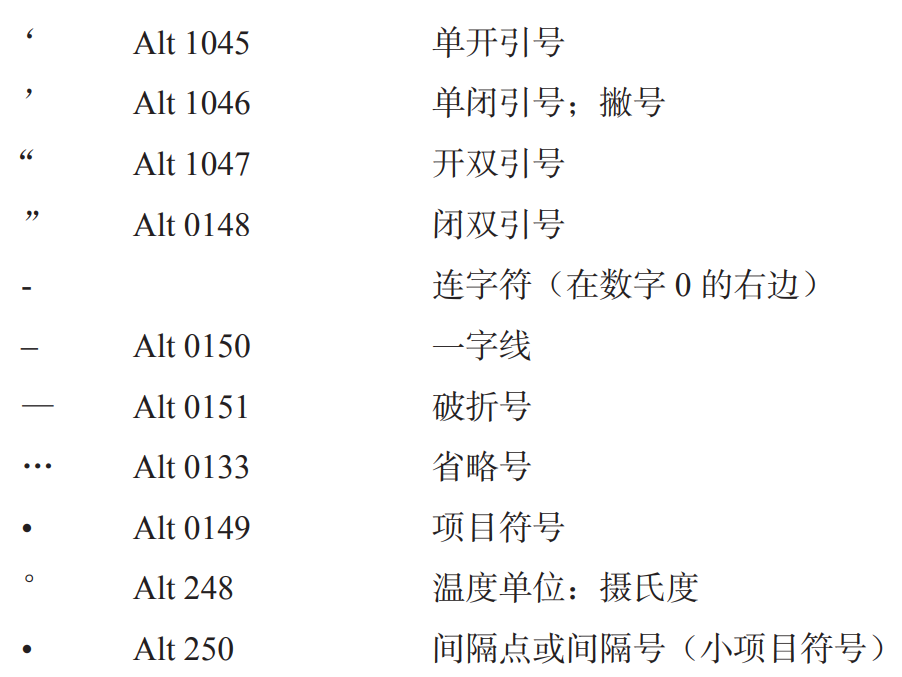 ‘ Alt 1045 单开引号
’ Alt 1046 单闭引号；撇号
“ Alt 1047 开双引号
” Alt 0148 闭双引号
- 连字符（在数字 0 的右边）
– Alt 0150 一字线
— Alt 0151 破折号
… Alt 0133 省略号
• Alt 0149 项目符号
° Alt 248 温度单位：摄氏度
• Alt 250 间隔点或间隔号（小项目符号）